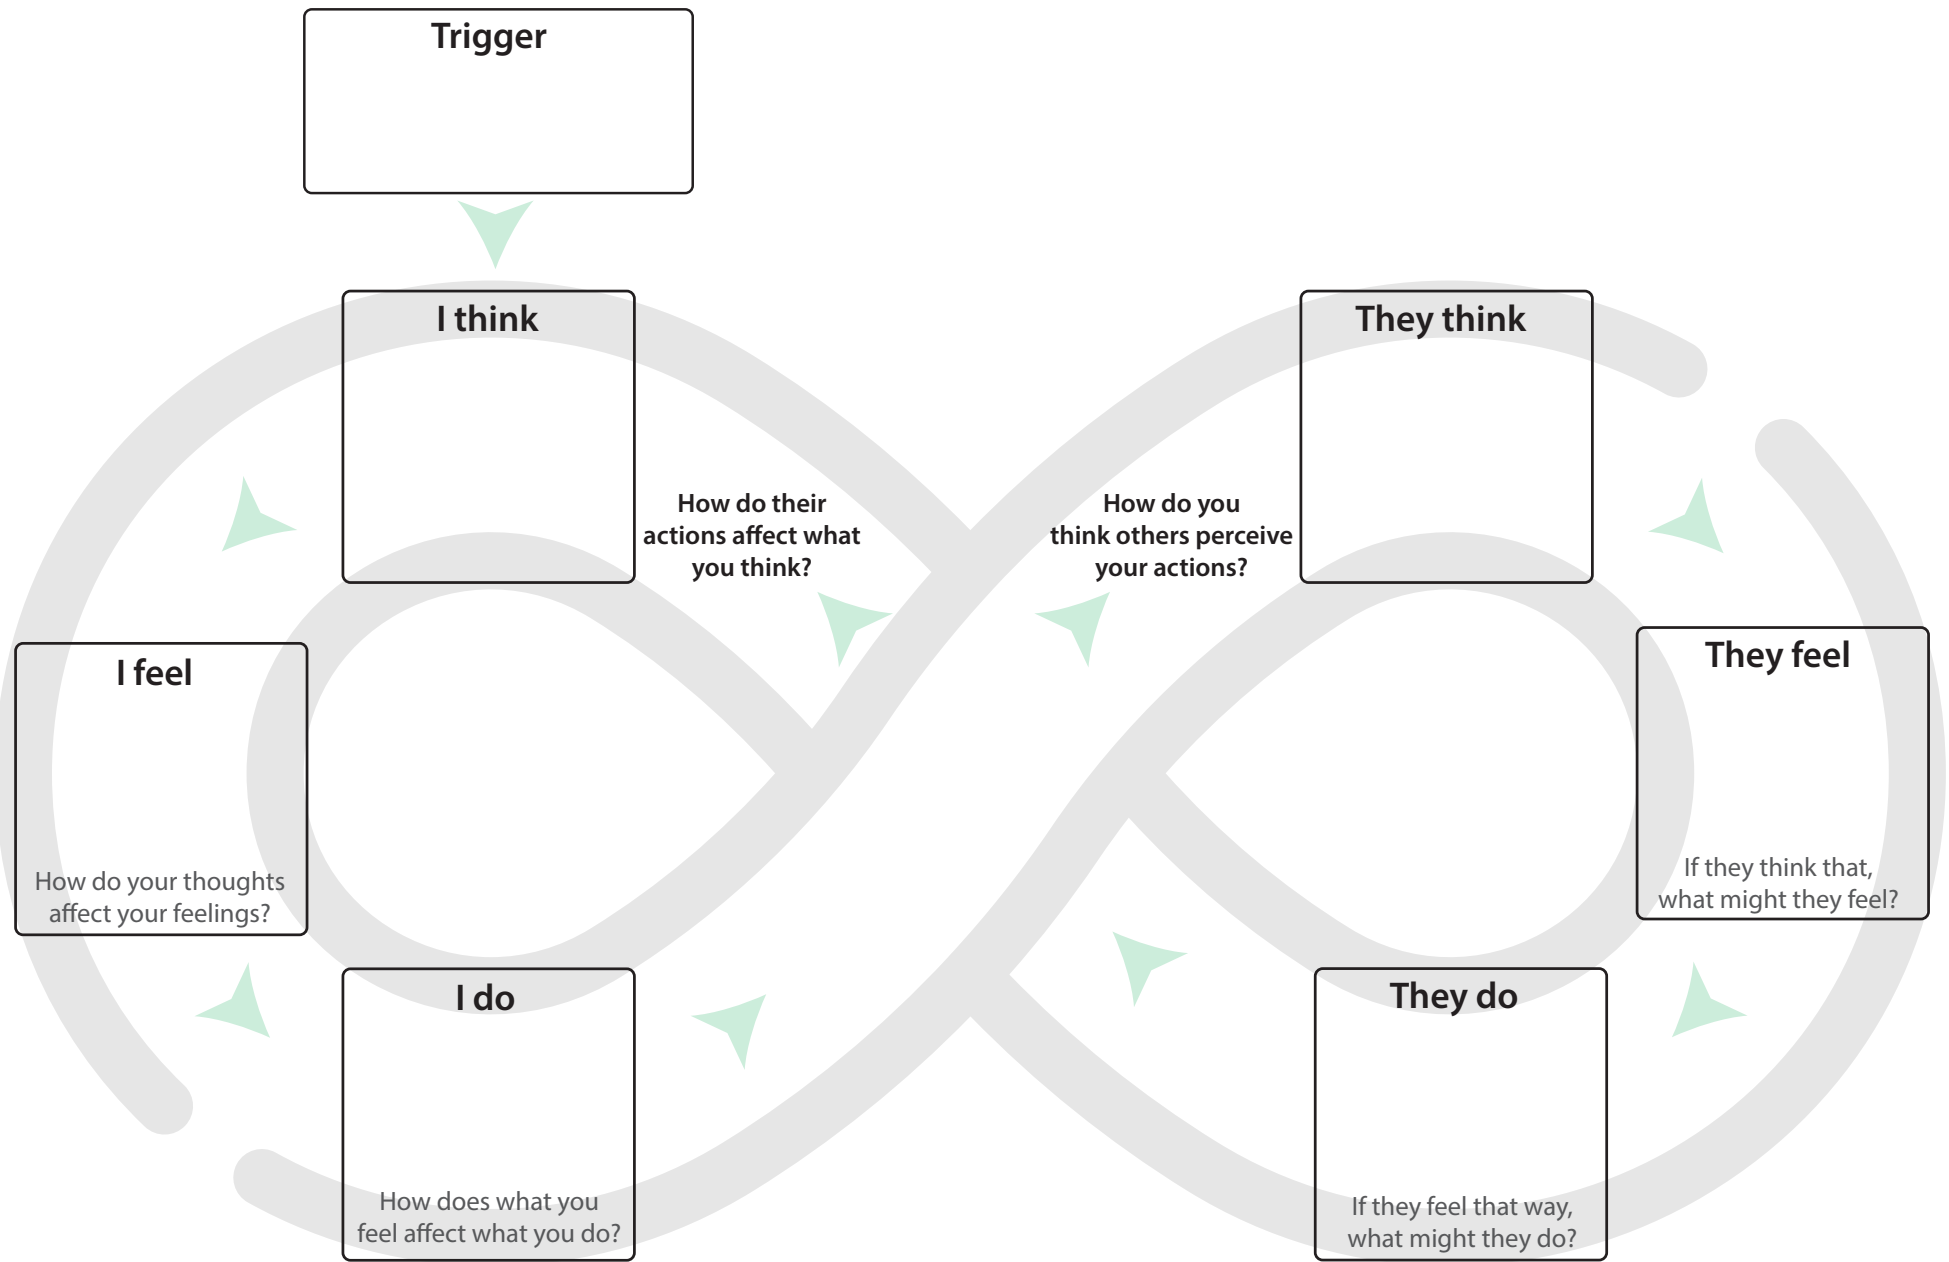 Trigger
I think
How do their
actions affect what
you think?
I feel
How do your thoughts
affect your feelings?
I do
How does what you
feel affect what you do?
How do you
think others perceive
your actions?
They think
They feel
If they think that,
what might they feel?
They do
If they feel that way,
what might they do?